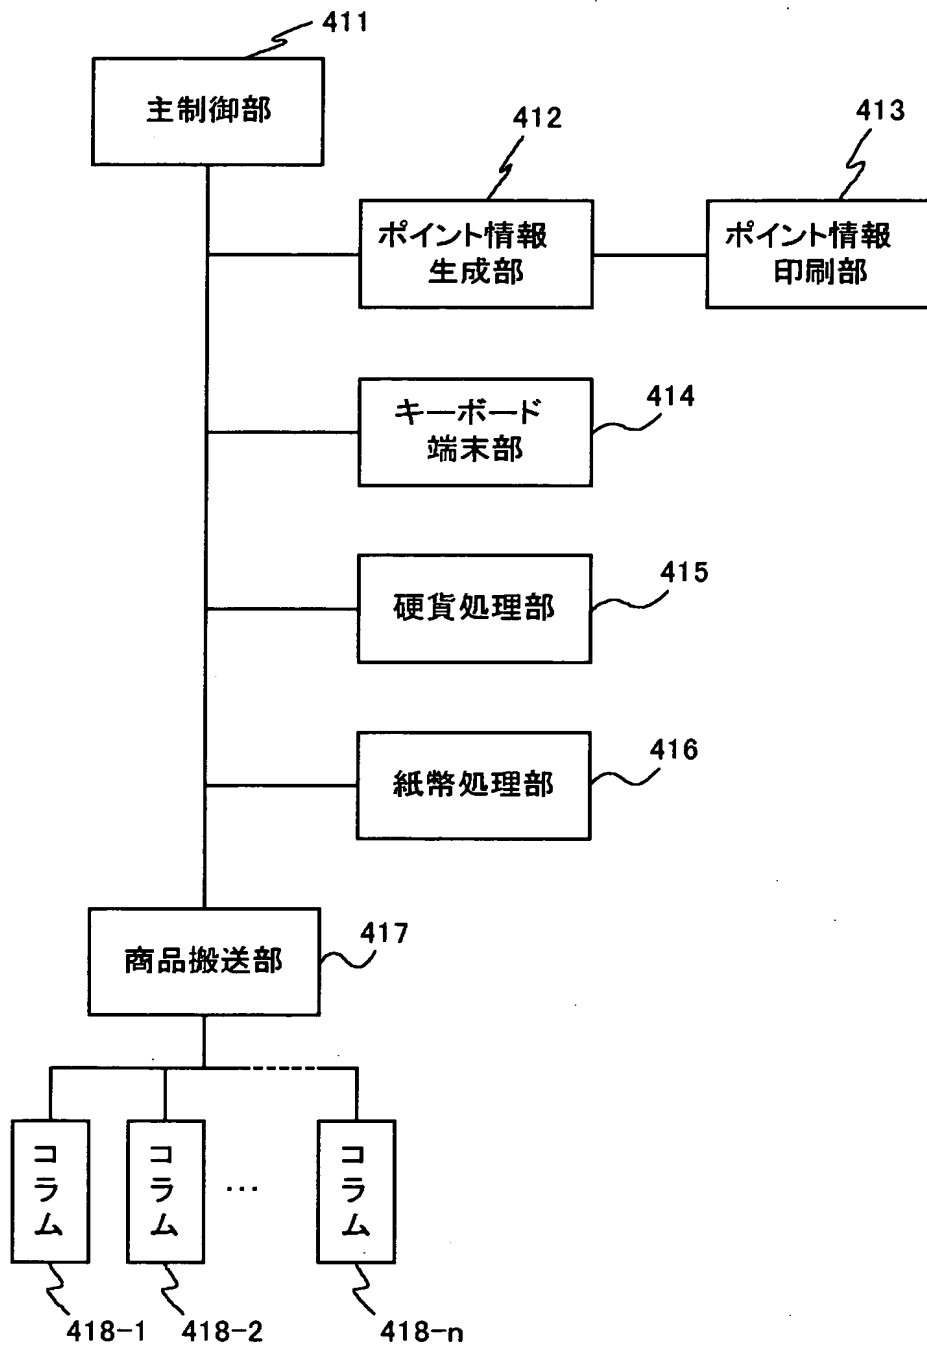 411
主制御部
412
413
ポイント情報
生成部
ポイント情報
印刷部
キーボード
端末部
414
硬貨処理部
415
紙幣処理部
416
商品搬送部
417
コラム
コラム
...
コラム
418-1
418-2
418-n